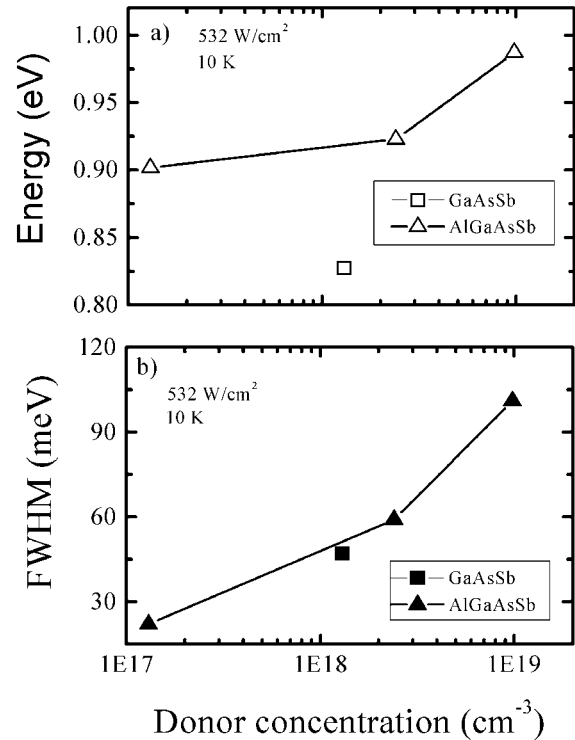 a)
532 W/cm²
10 K
1.00
0.95
0.90
0.85
0.80
Energy (eV)
GaAsSb
AlGaAsSb
b)
532 W/cm²
10 K
120
90
60
30
FWHM (meV)
GaAsSb
AlGaAsSb
1E17 1E18 1E19
Donor concentration (cm⁻³)